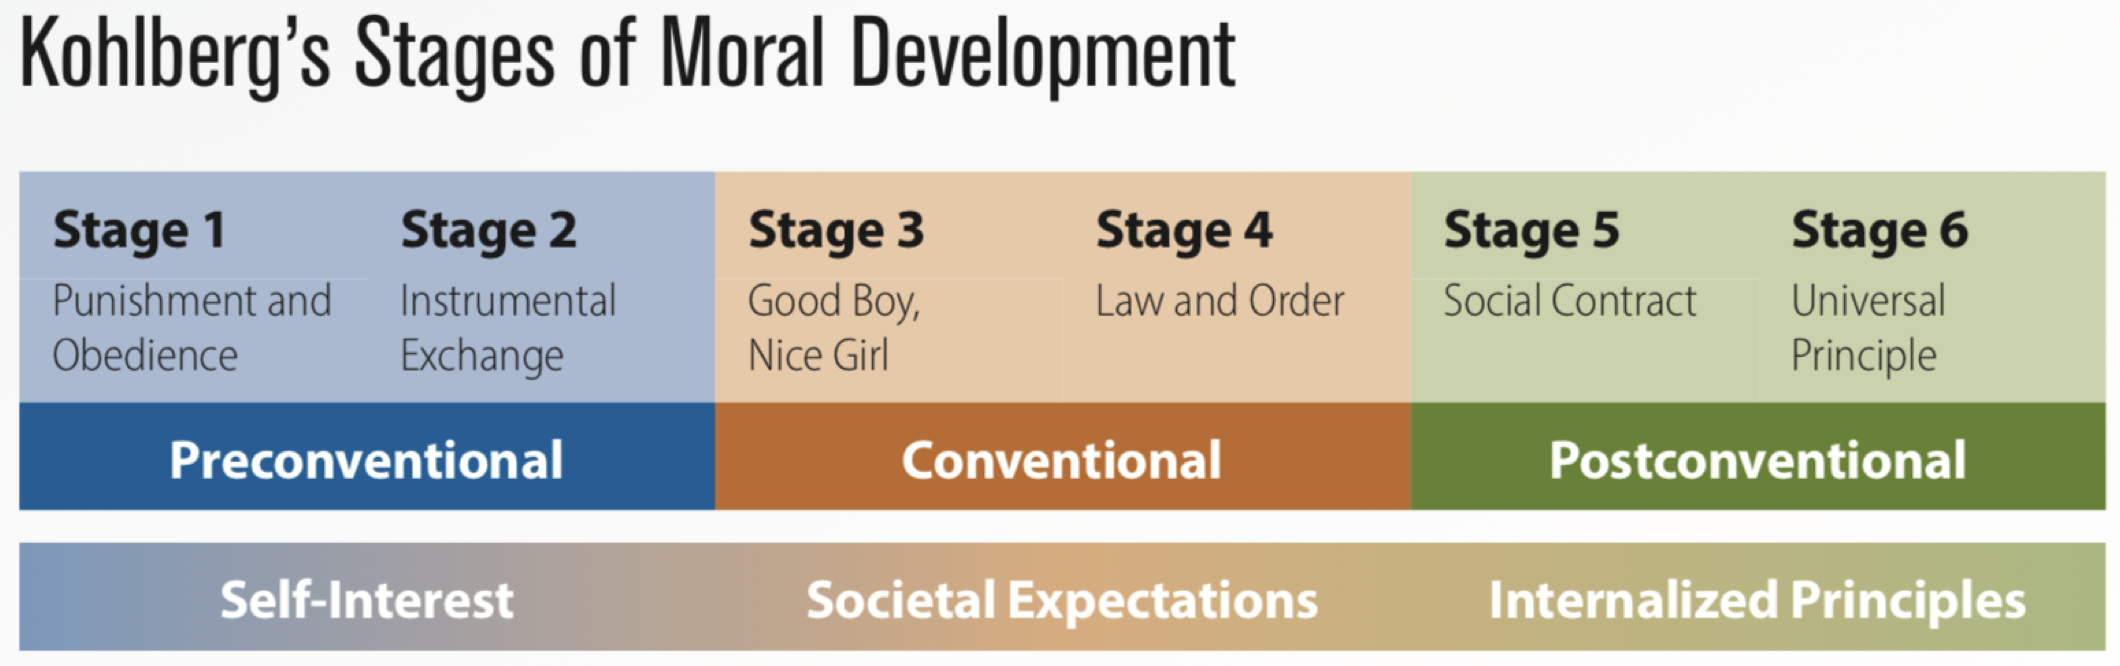 Kohlberg’s Stages of Moral Development
Stage 1
Punishment and
Obedience
Stage 2
Instrumental
Exchange
Stage 3
Good Boy,
Nice Girl
Stage 4
Law and Order
Stage 5
Social Contract
Stage 6
Universal
Principle
Preconventional
Conventional
Postconventional
Self-Interest
Societal Expectations
Internalized Principles